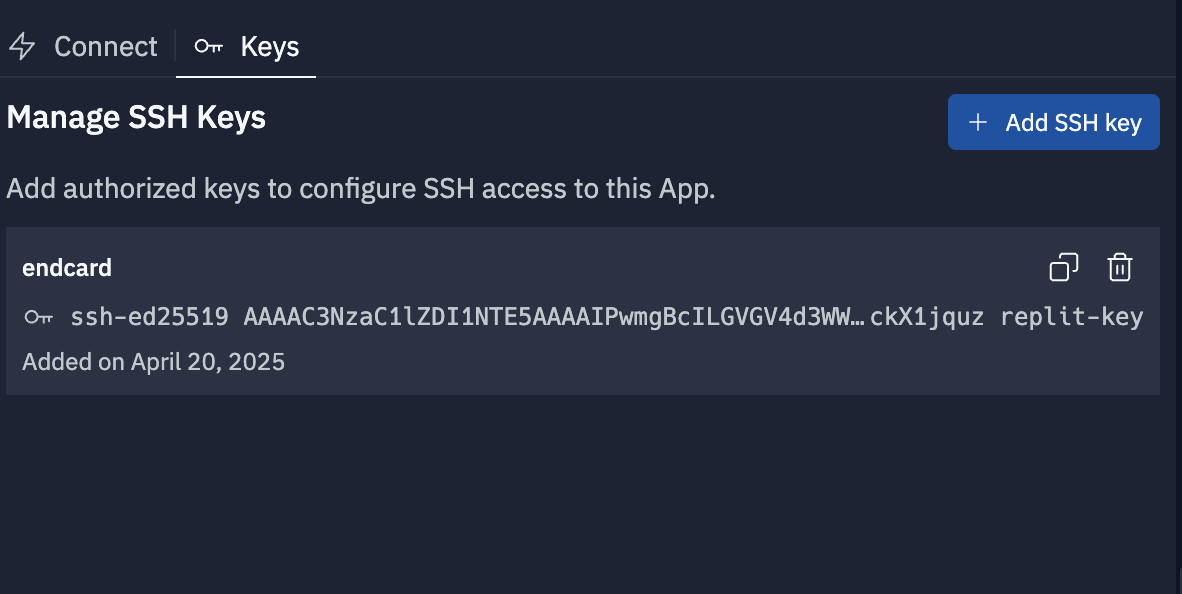 Connect
Keys
Manage SSH Keys
+ Add SSH key
Add authorized keys to configure SSH access to this App.
endcard
ssh-ed25519 AAAAC3NzaC1lZDI1NTE5AAAAIPwmgBcILGVGV4d3WW…ckX1jquz replit-key
Added on April 20, 2025